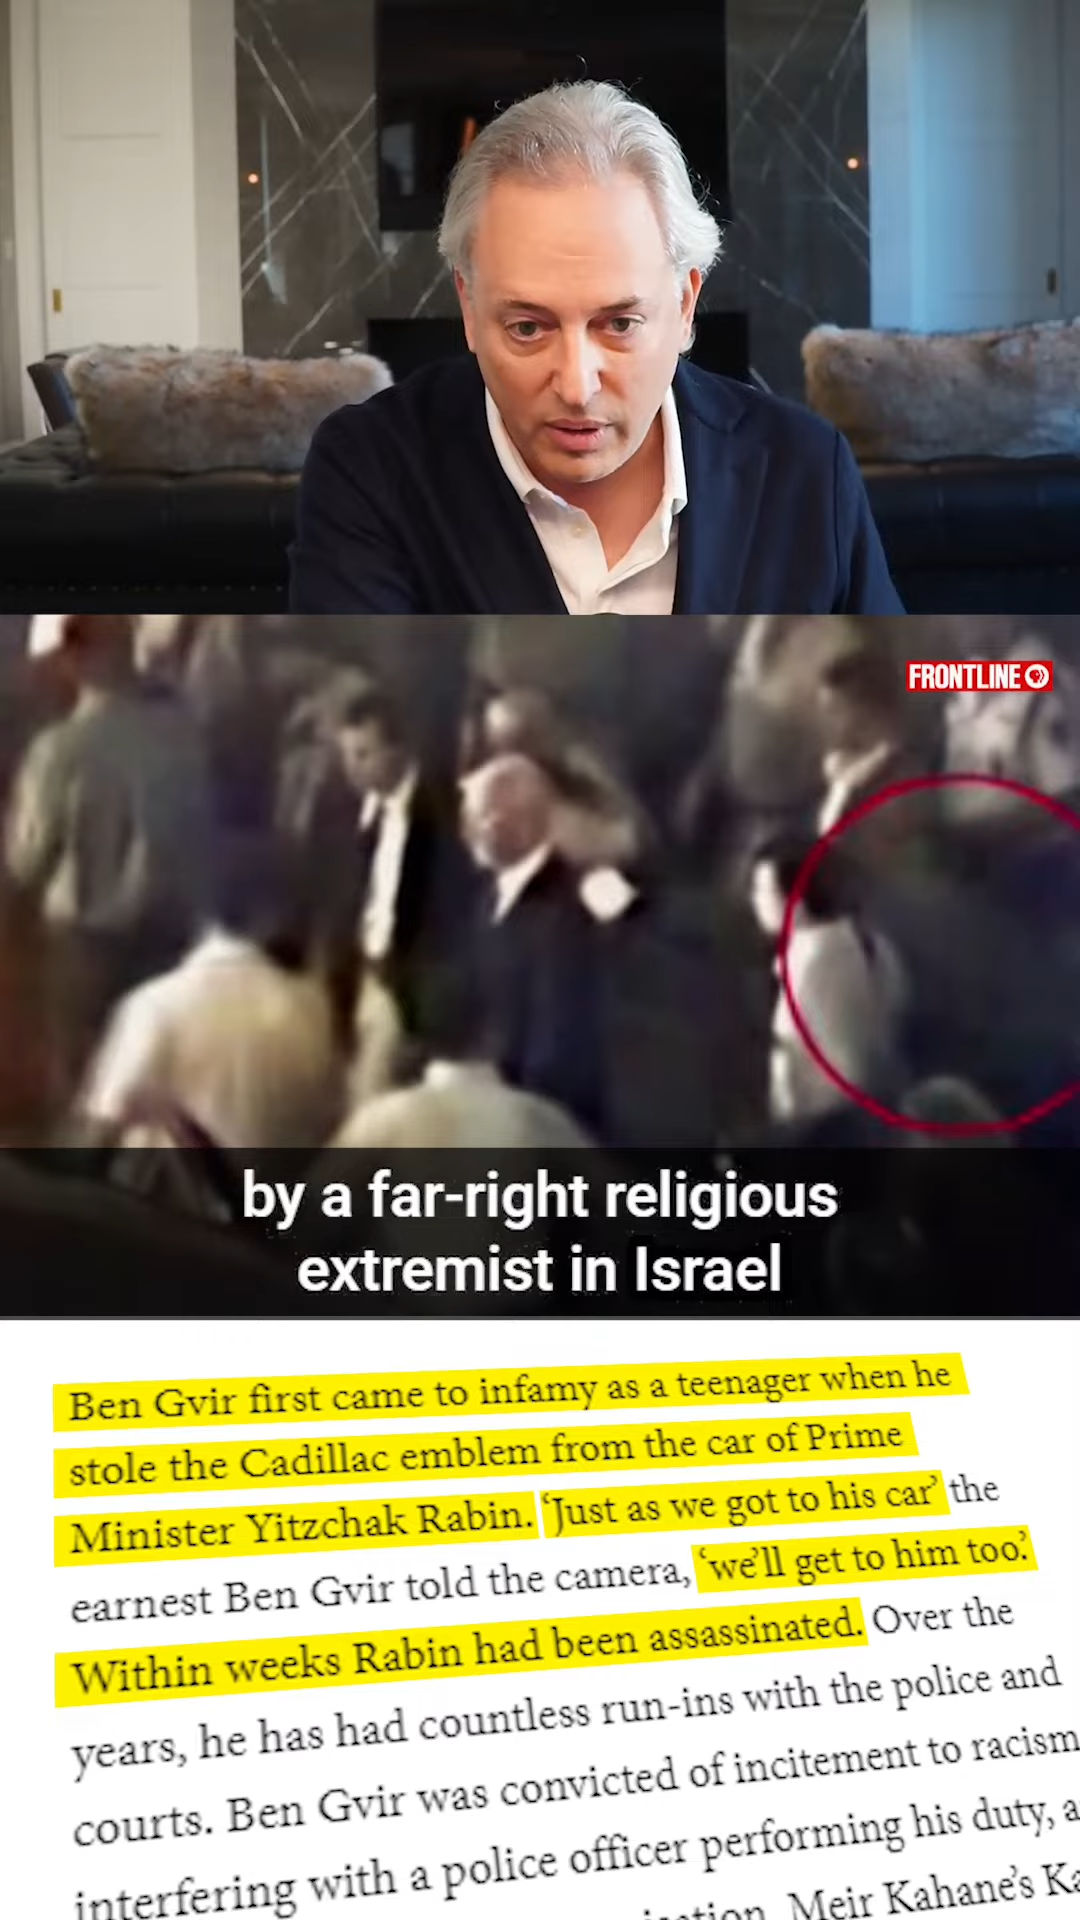 FRONTLINE
by a far-right religious
extremist in Israel
Ben Gvir first came to infamy as a teenager when he
stole the Cadillac emblem from the car of Prime
Minister Yitzchak Rabin. ‘Just as we got to his car’ the
earnest Ben Gvir told the camera, ‘we’ll get to him too’.
Within weeks Rabin had been assassinated. Over the
years, he has had countless run-ins with the police and
courts. Ben Gvir was convicted of incitement to racism
interfering with a police officer performing his duty,
Meir Kahane’s